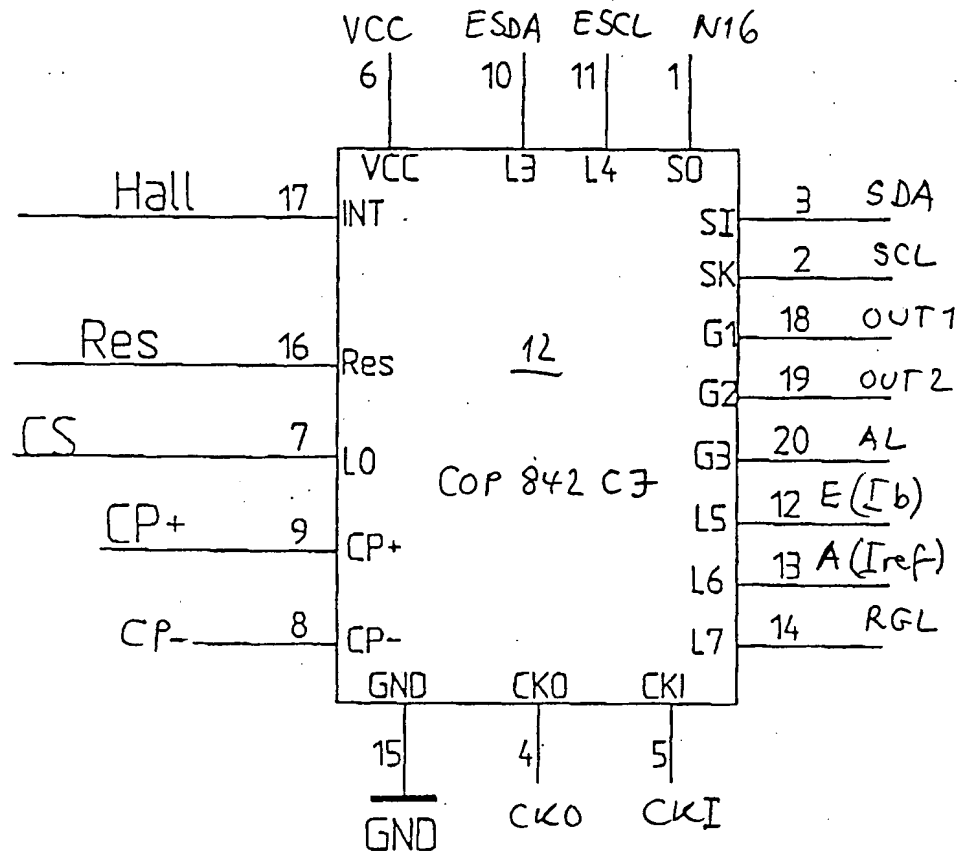 VCC ESDA ESCL N16
6 10 11 1
VCC L3 L4 SO
Hall 17 INT
SI 3 SDA
SK 2 SCL
G1 18 OUT1
Res 16 Res
12
G2 19 OUT2
CS 7 L0
G3 20 AL
COP 842 CJ
L5 12 E(Ib)
CP+ 9 CP+
L6 13 A(Iref)
CP- 8 CP-
L7 14 RGL
GND CKO CKI
15 4 5
GND CKO CKI